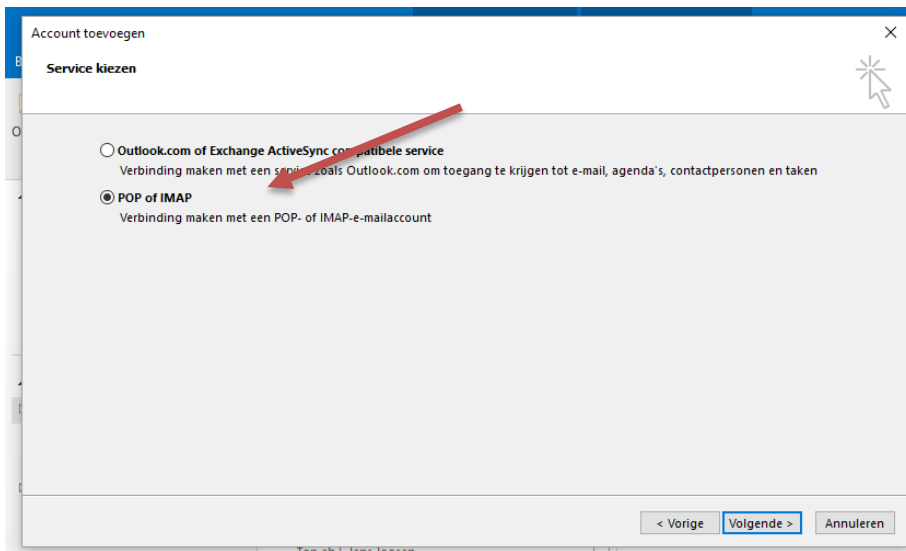 Account toevoegen
Service kiezen
Outlook.com of Exchange ActiveSync compatibele service
Verbinding maken met een service zoals Outlook.com om toegang te krijgen tot e-mail, agenda's, contactpersonen en taken
POP of IMAP
Verbinding maken met een POP- of IMAP-e-mailaccount
< Vorige
Volgende >
Annuleren